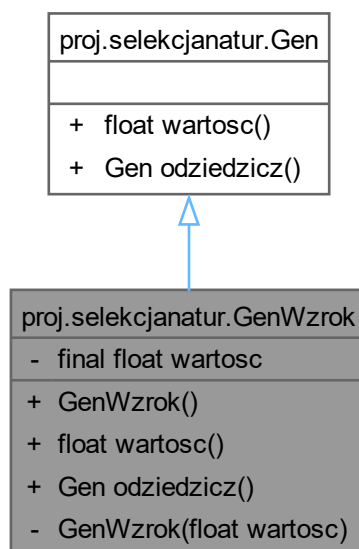 proj.selekcjanatur.Gen
+ float wartosc()
+ Gen odziedzicz()
proj.selekcjanatur.GenWzrok
- final float wartosc
+ GenWzrok()
+ float wartosc()
+ Gen odziedzicz()
- GenWzrok(float wartosc)